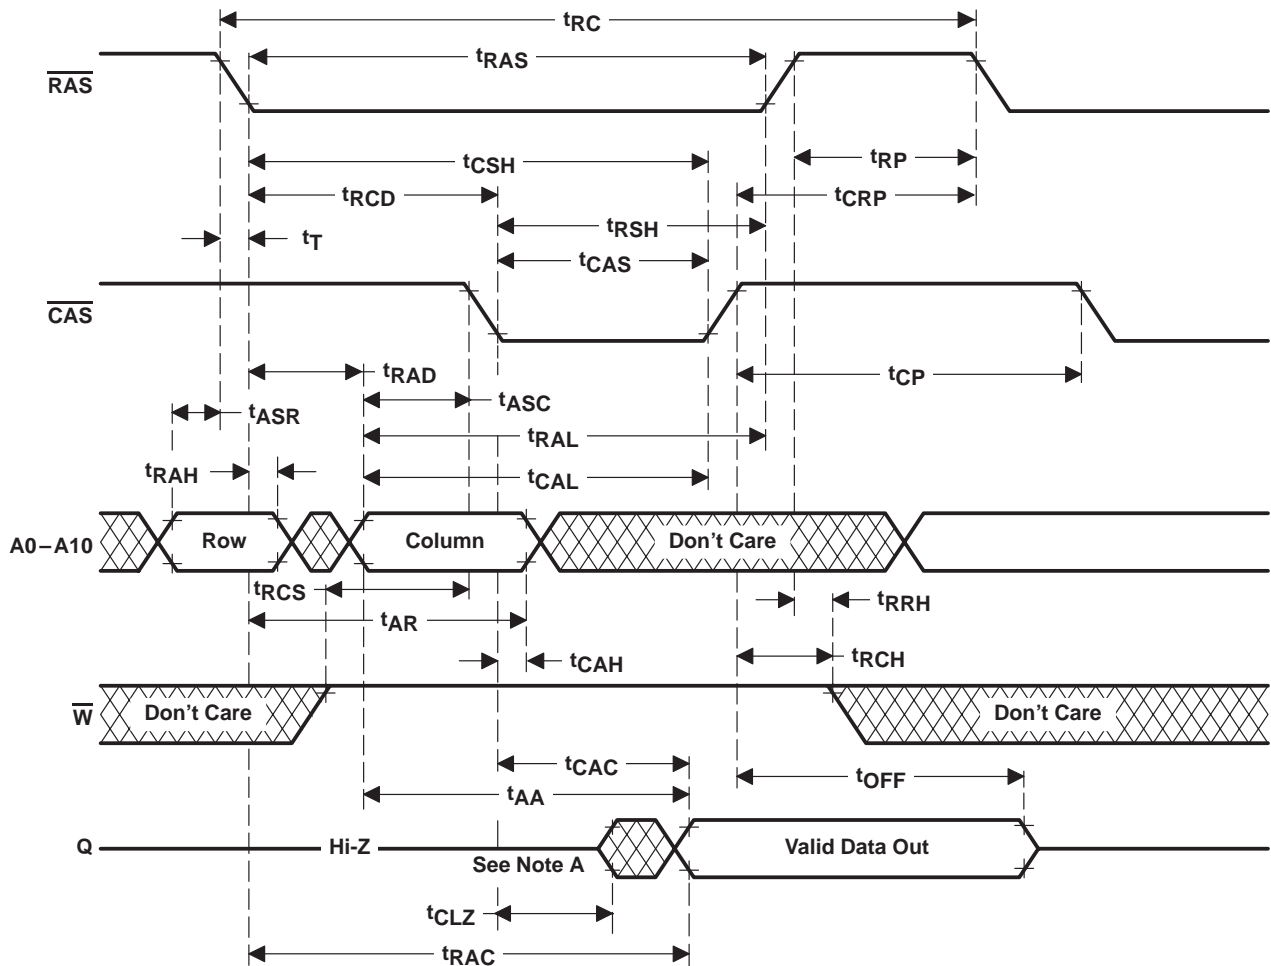 tRC
tRAS
RAS
tCSH
tRP
tRCD
tCRP
tRSH
tT
tCAS
CAS
tRAD
tCP
tASC
tASR
tRAL
tRAH
tCAL
A0–A10
Row
Column
Don't Care
tRCS
tRRH
tAR
tCAH
tRCH
W
Don't Care
Don't Care
tCAC
tOFF
tAA
Q
Hi-Z
See Note A
Valid Data Out
tCLZ
tRAC